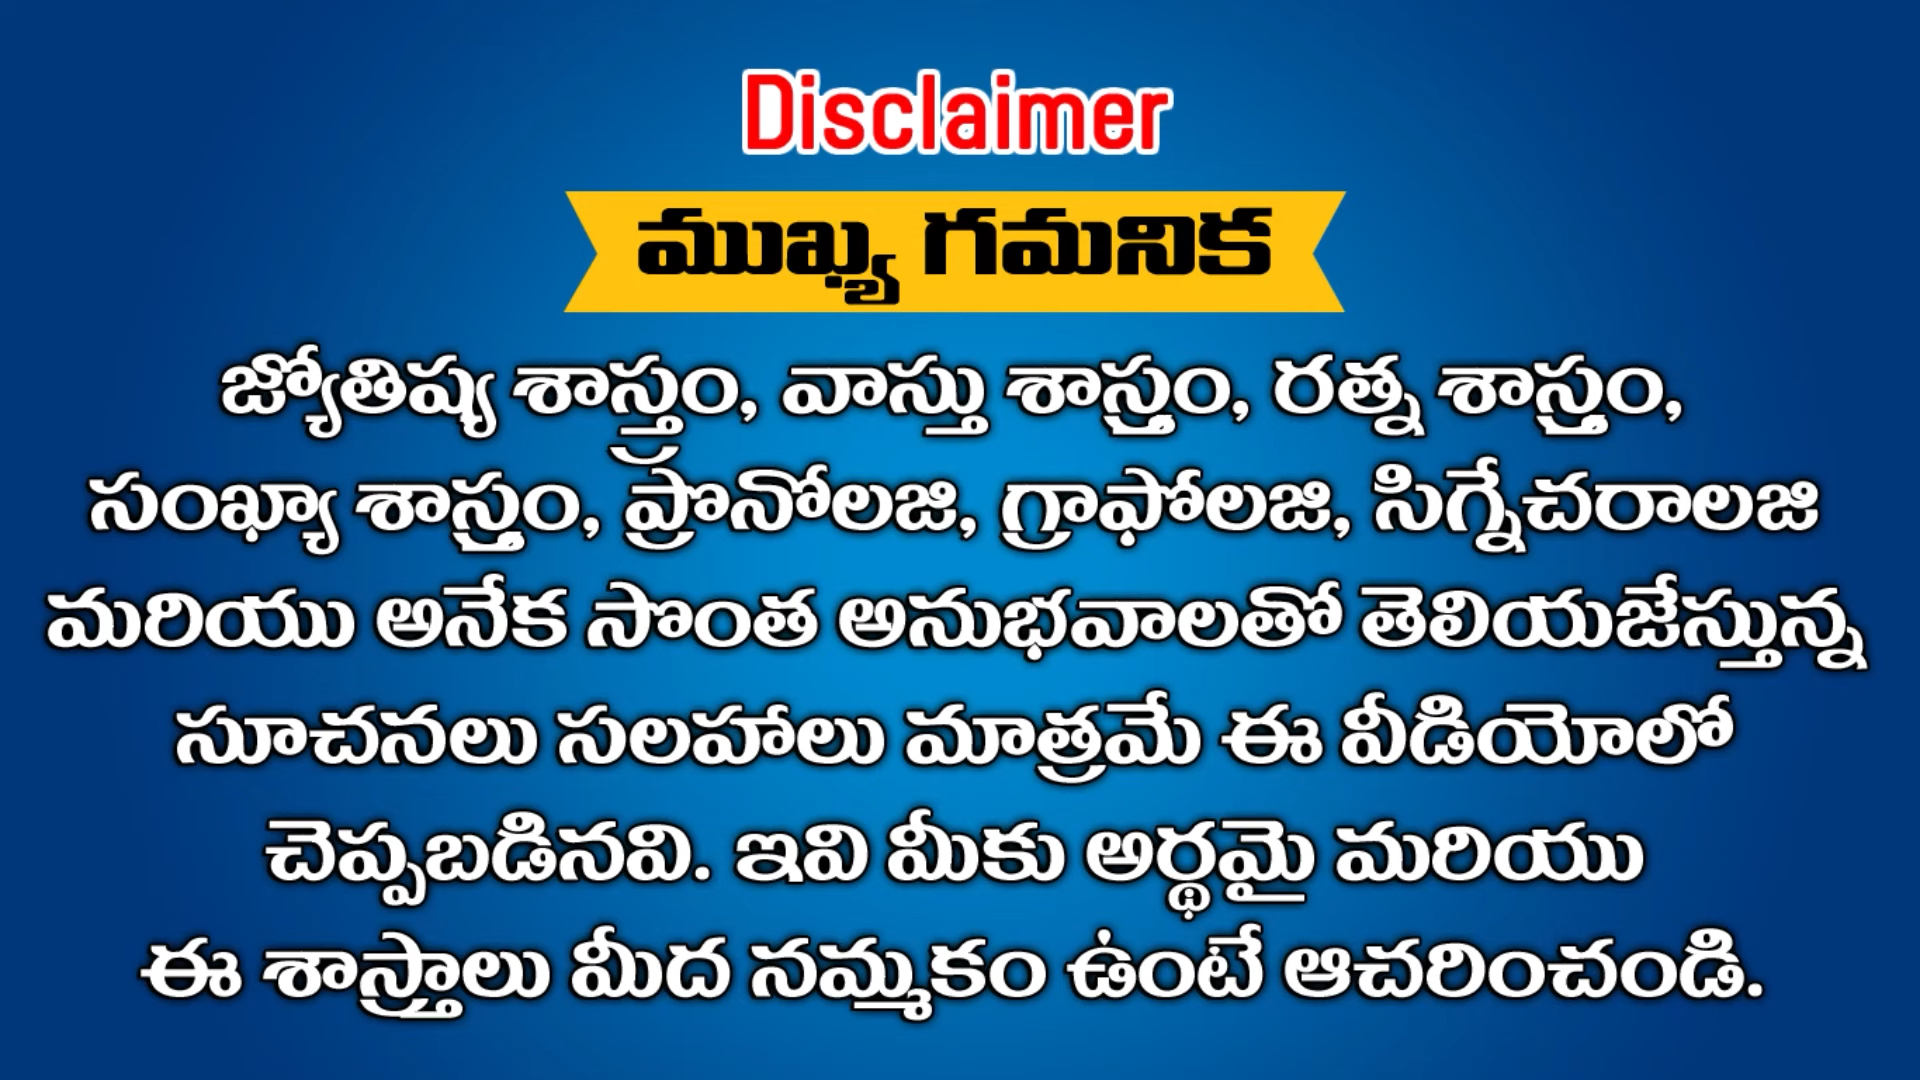 Disclaimer
ముఖ్య గమనిక
జ్యోతిష్య శాస్త్రం, వాస్తు శాస్త్రం, రత్న శాస్త్రం,
సంఖ్యా శాస్త్రం, ప్రొనోలజి, గ్రాఫోలజి, సిగ్నేచరాలజి
మరియు అనేక సొంత అనుభవాలతో తెలియజేస్తున్న
సూచనలు సలహాలు మాత్రమే ఈ వీడియోలో
చెప్పబడినవి. ఇవి మీకు అర్థమై మరియు
ఈ శాస్త్రాలు మీద నమ్మకం ఉంటే ఆచరించండి.